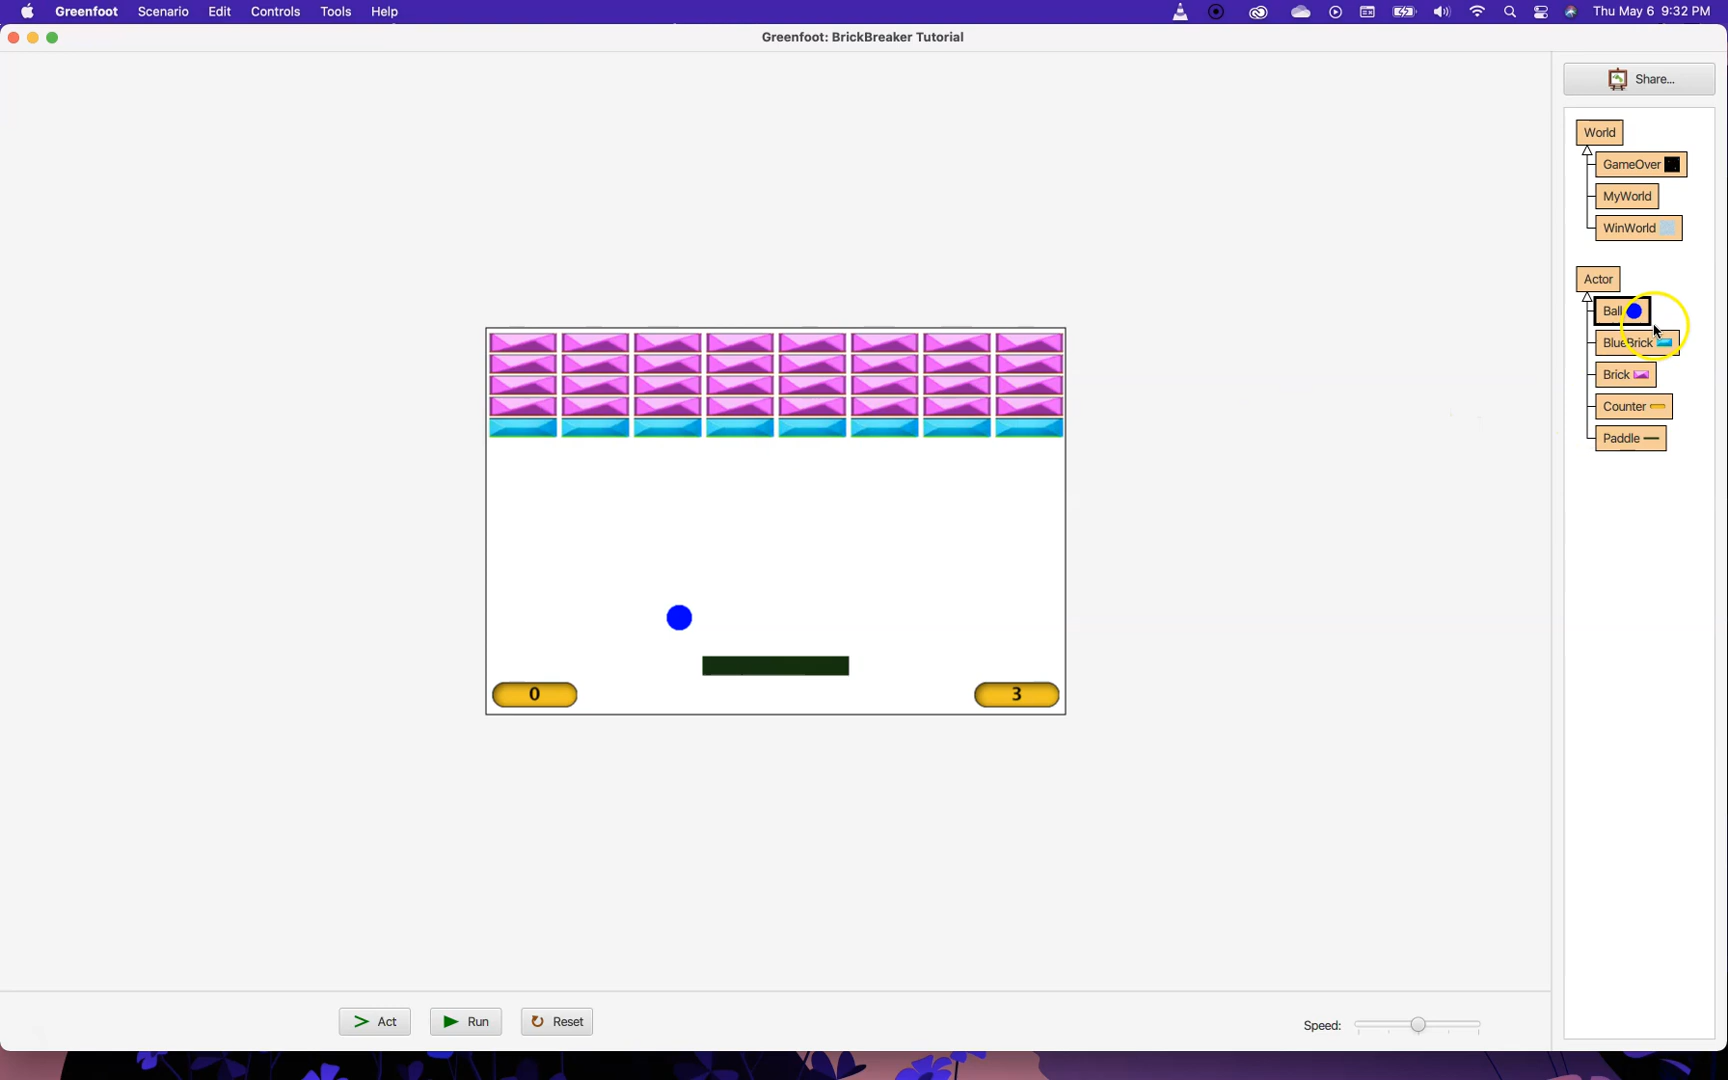 Greenfoot Scenario Edit Controls Tools Help Thu May 6 9:32 PM
Greenfoot: BrickBreaker Tutorial
Share...
World
GameOver
MyWorld
WinWorld
Actor
Ball
BlueBrick
Brick
Counter
Paddle
0 3
Act Run Reset Speed: